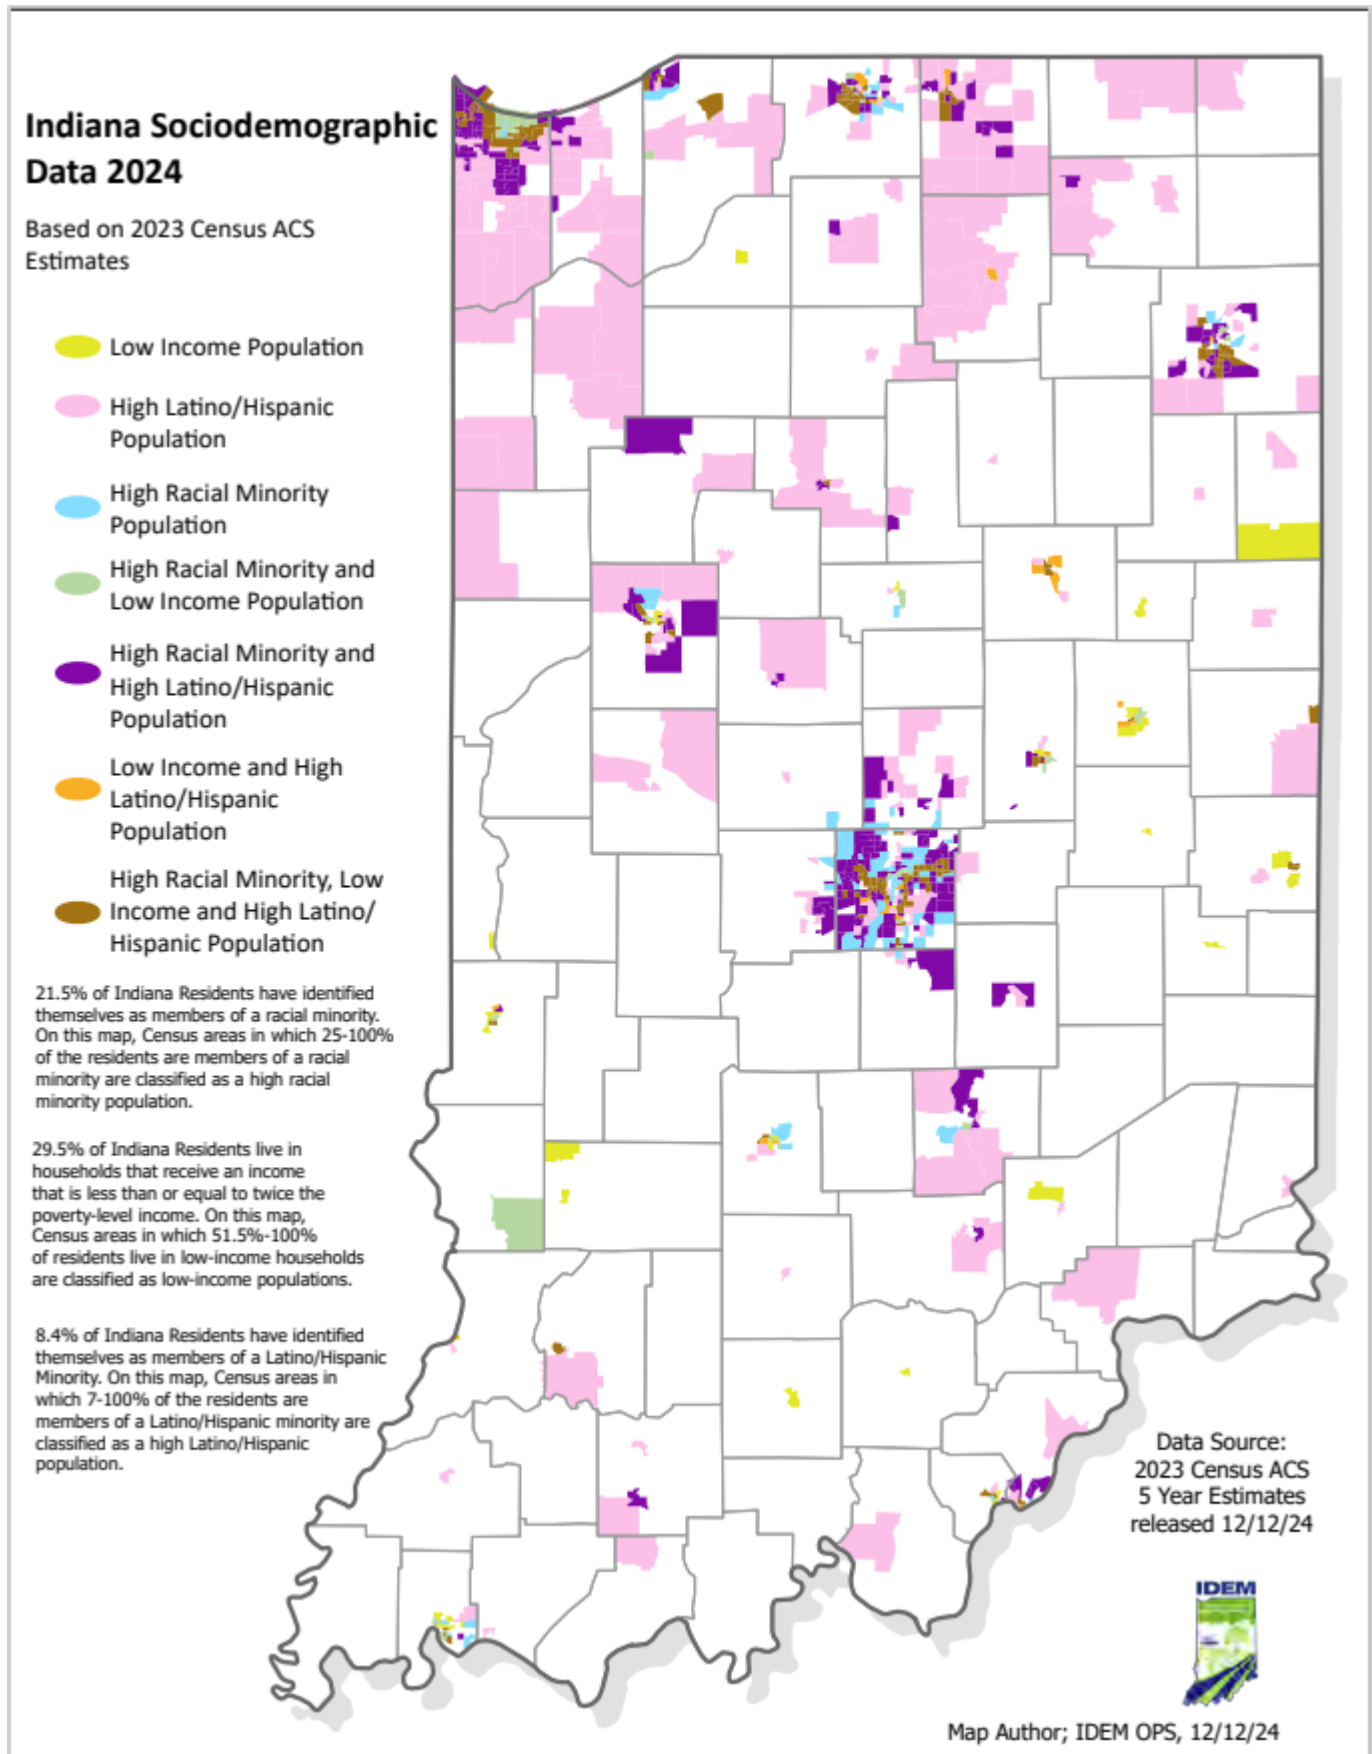 Indiana Sociodemographic
Data 2024
Based on 2023 Census ACS
Estimates
Low Income Population
High Latino/Hispanic
Population
High Racial Minority
Population
High Racial Minority and
Low Income Population
High Racial Minority and
High Latino/Hispanic
Population
Low Income and High
Latino/Hispanic
Population
High Racial Minority, Low
Income and High Latino/
Hispanic Population
21.5% of Indiana Residents have identified
themselves as members of a racial minority.
On this map, Census areas in which 25-100%
of the residents are members of a racial
minority are classified as a high racial
minority population.
29.5% of Indiana Residents live in
households that receive an income
that is less than or equal to twice the
poverty-level income. On this map,
Census areas in which 51.5%-100%
of residents live in low-income households
are classified as low-income populations.
8.4% of Indiana Residents have identified
themselves as members of a Latino/Hispanic
Minority. On this map, Census areas in
which 7-100% of the residents are
members of a Latino/Hispanic minority are
classified as a high Latino/Hispanic
population.
Data Source:
2023 Census ACS
5 Year Estimates
released 12/12/24
IDEM
Map Author; IDEM OPS, 12/12/24